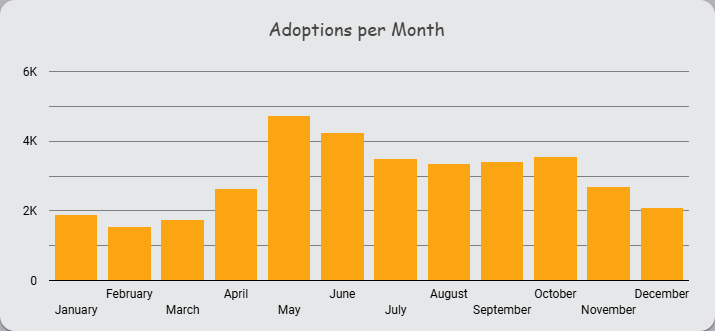 Adoptions per Month
6K
4K
2K
0
January
February
March
April
May
June
July
August
September
October
November
December